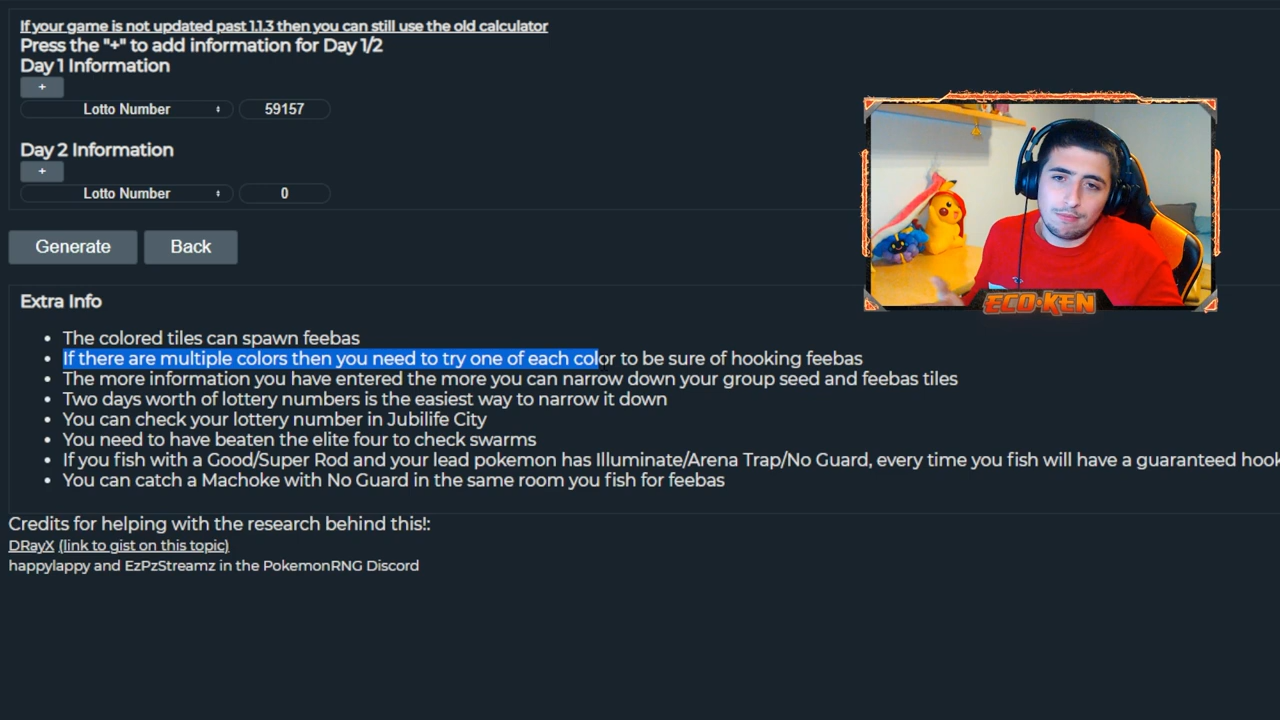 If your game is not updated past 1.1.3 then you can still use the old calculator
Press the "+" to add information for Day 1/2
Day 1 Information
+
Lotto Number 59157
Day 2 Information
+
Lotto Number 0
Generate Back
ECO-KEN
Extra Info
• The colored tiles can spawn feebas
• If there are multiple colors then you need to try one of each color to be sure of hooking feebas
• The more information you have entered the more you can narrow down your group seed and feebas tiles
• Two days worth of lottery numbers is the easiest way to narrow it down
• You can check your lottery number in Jubilife City
• You need to have beaten the elite four to check swarms
• If you fish with a Good/Super Rod and your lead pokemon has Illuminate/Arena Trap/No Guard, every time you fish will have a guaranteed hook
• You can catch a Machoke with No Guard in the same room you fish for feebas
Credits for helping with the research behind this!:
DRayX (link to gist on this topic)
happylappy and EzPzStreamz in the PokemonRNG Discord